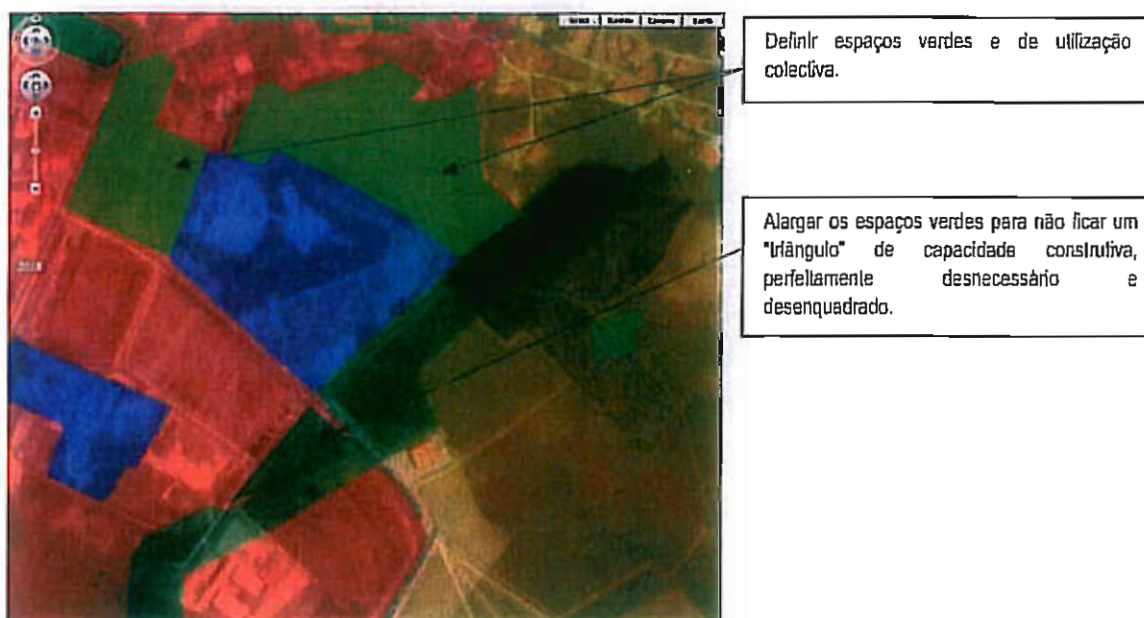 Definir espaços verdes e de utilização
colectiva.
Alargar os espaços verdes para não ficar um
"triângulo" de capacidade construtiva,
perfeitamente desnecessário e
desenquadrado.